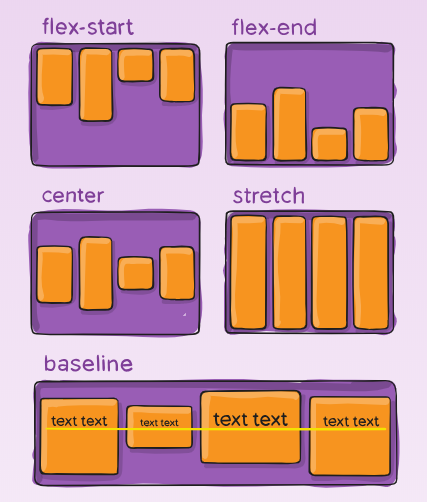 flex-start
flex-end
center
stretch
baseline
text text
text text
text text
text text